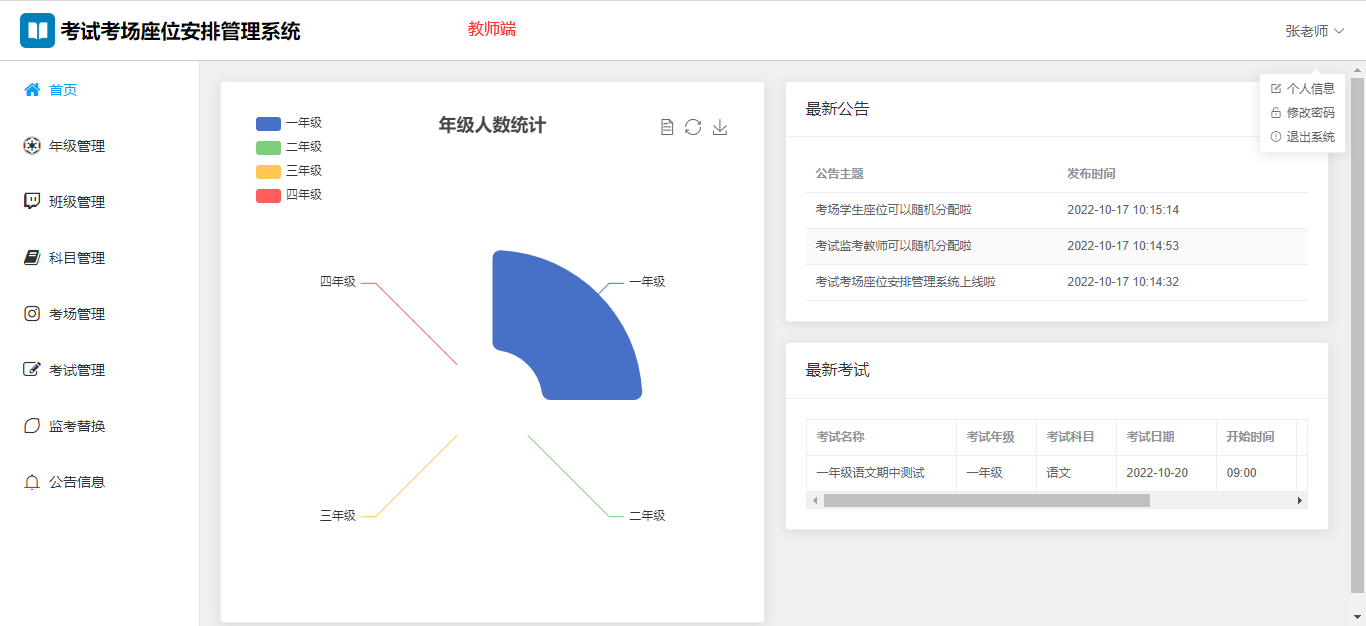 考试考场座位安排管理系统
教师端
张老师
个人信息
修改密码
退出系统
首页
年级管理
班级管理
科目管理
考场管理
考试管理
监考替换
公告信息
年级人数统计
一年级
二年级
三年级
四年级
四年级
一年级
三年级
二年级
最新公告
公告主题 发布时间
考场学生座位可以随机分配啦 2022-10-17 10:15:14
考试监考教师可以随机分配啦 2022-10-17 10:14:53
考试考场座位安排管理系统上线啦 2022-10-17 10:14:32
最新考试
考试名称 考试年级 考试科目 考试日期 开始时间
一年级语文期中测试 一年级 语文 2022-10-20 09:00